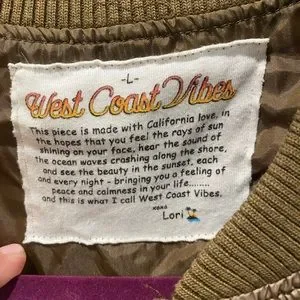 -L-
West Coast Vibes
This piece is made with California love, in
the hopes that you feel the rays of sun
shining on your face, hear the sound of
the ocean waves crashing along the shore,
and see the beauty in the sunset, each
and every night - bringing you a feeling of
peace and calmness in your life........
and this is what I call West Coast Vibes.
xoxo
Lori